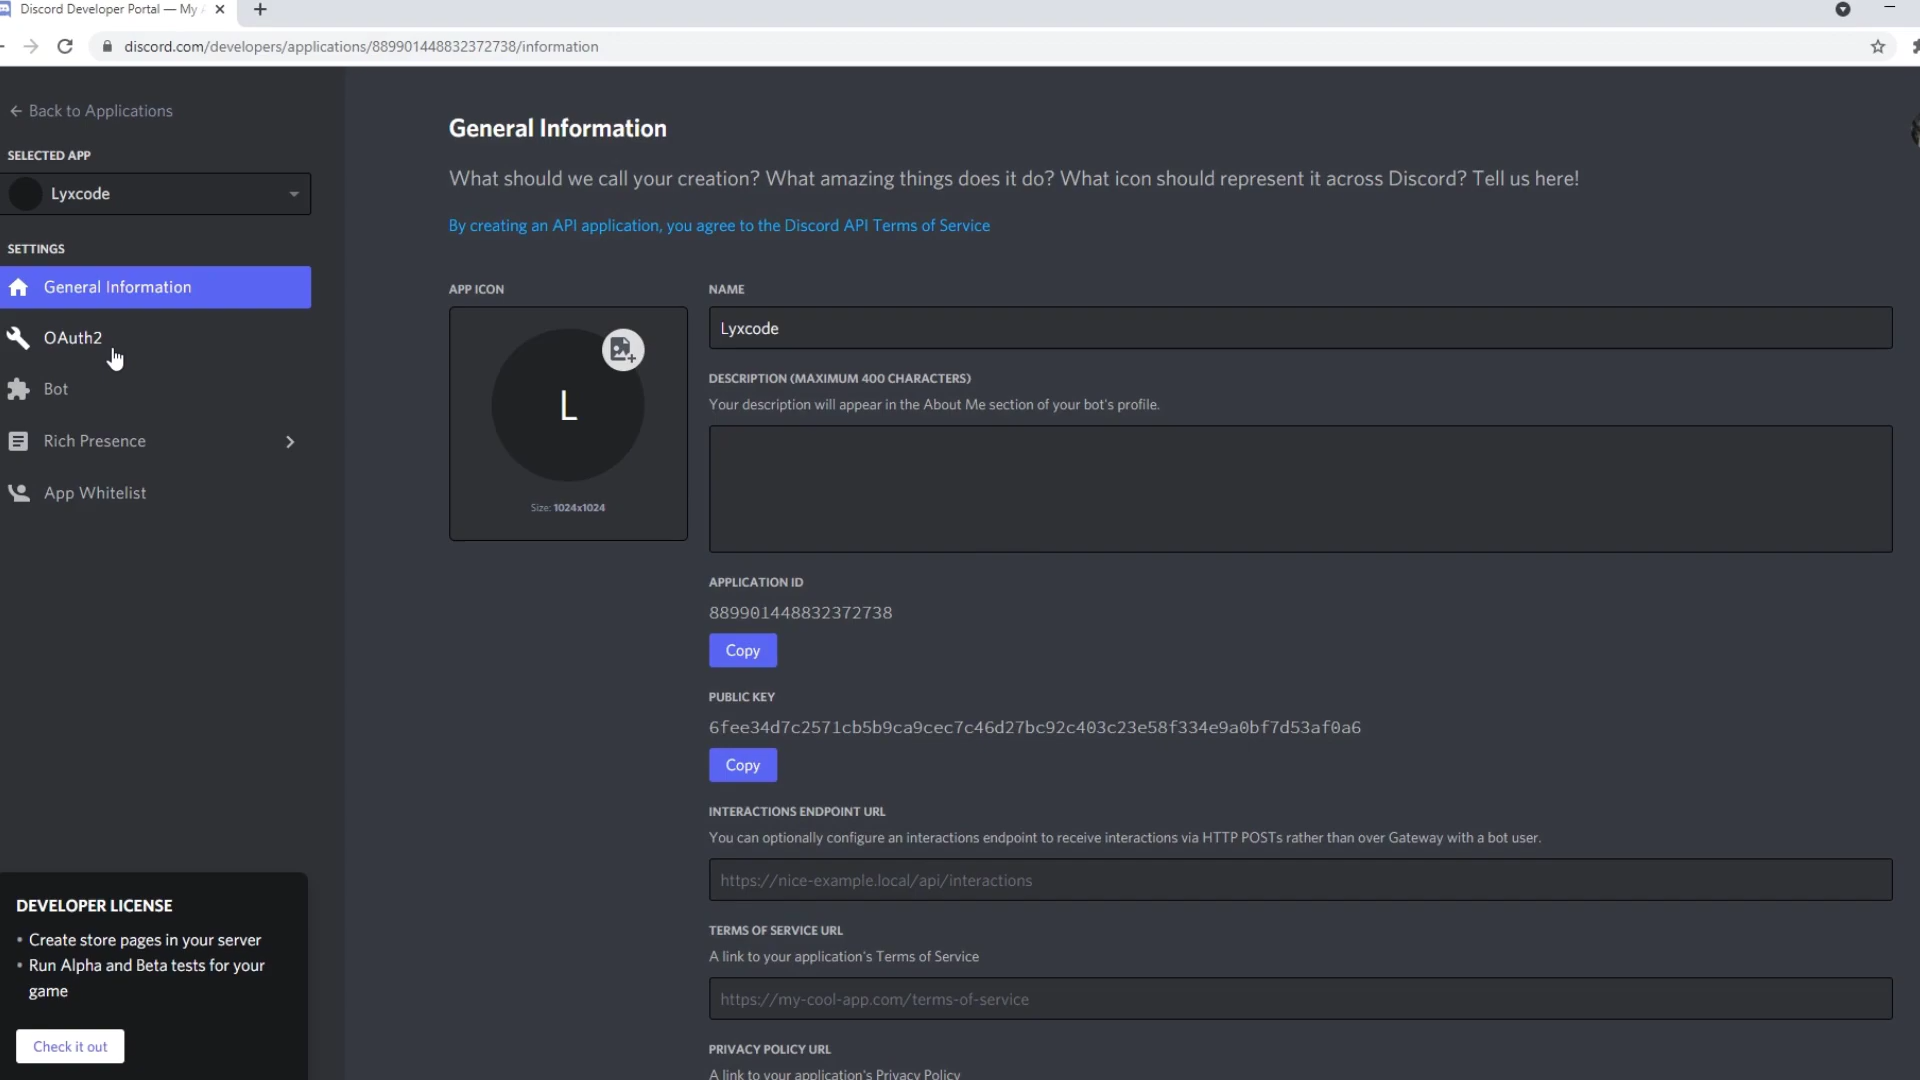 Discord Developer Portal — My A
discord.com/developers/applications/889901448832372738/information
Back to Applications
SELECTED APP
Lyxcode
SETTINGS
General Information
OAuth2
Bot
Rich Presence
App Whitelist
DEVELOPER LICENSE
• Create store pages in your server
• Run Alpha and Beta tests for your
game
Check it out
General Information
What should we call your creation? What amazing things does it do? What icon should represent it across Discord? Tell us here!
By creating an API application, you agree to the Discord API Terms of Service
APP ICON
L
Size: 1024x1024
NAME
Lyxcode
DESCRIPTION (MAXIMUM 400 CHARACTERS)
Your description will appear in the About Me section of your bot's profile.
APPLICATION ID
889901448832372738
Copy
PUBLIC KEY
6fee34d7c2571cb5b9ca9cec7c46d27bc92c403c23e58f334e9a0bf7d53af0a6
Copy
INTERACTIONS ENDPOINT URL
You can optionally configure an interactions endpoint to receive interactions via HTTP POSTs rather than over Gateway with a bot user.
https://nice-example.local/api/interactions
TERMS OF SERVICE URL
A link to your application's Terms of Service
https://my-cool-app.com/terms-of-service
PRIVACY POLICY URL
A link to your application's Privacy Policy